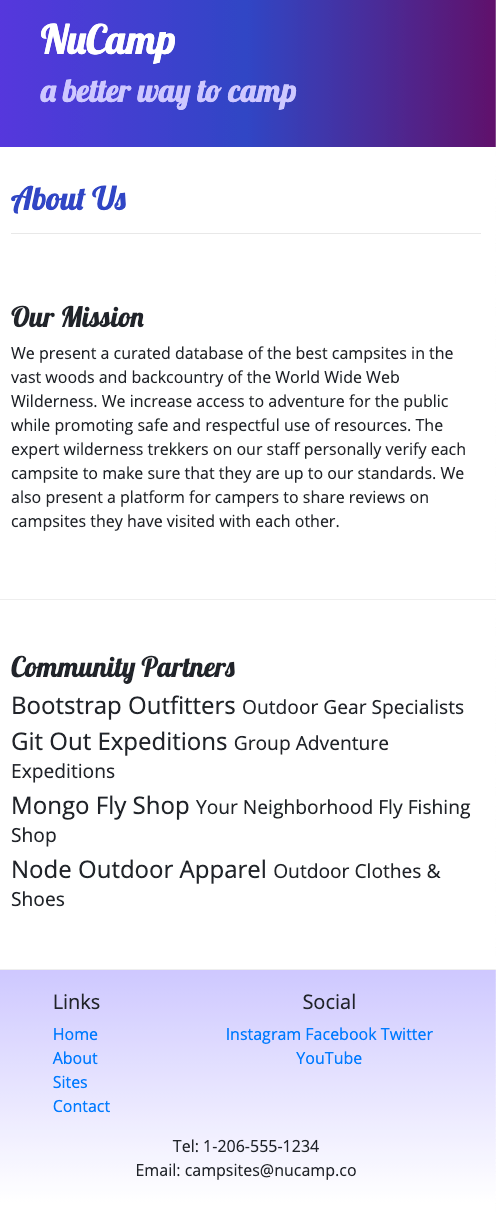 NuCamp
a better way to camp
About Us
Our Mission
We present a curated database of the best campsites in the
vast woods and backcountry of the World Wide Web
Wilderness. We increase access to adventure for the public
while promoting safe and respectful use of resources. The
expert wilderness trekkers on our staff personally verify each
campsite to make sure that they are up to our standards. We
also present a platform for campers to share reviews on
campsites they have visited with each other.
Community Partners
Bootstrap Outfitters Outdoor Gear Specialists
Git Out Expeditions Group Adventure
Expeditions
Mongo Fly Shop Your Neighborhood Fly Fishing
Shop
Node Outdoor Apparel Outdoor Clothes &
Shoes
Links
Home
About
Sites
Contact
Social
Instagram Facebook Twitter
YouTube
Tel: 1-206-555-1234
Email: campsites@nucamp.co